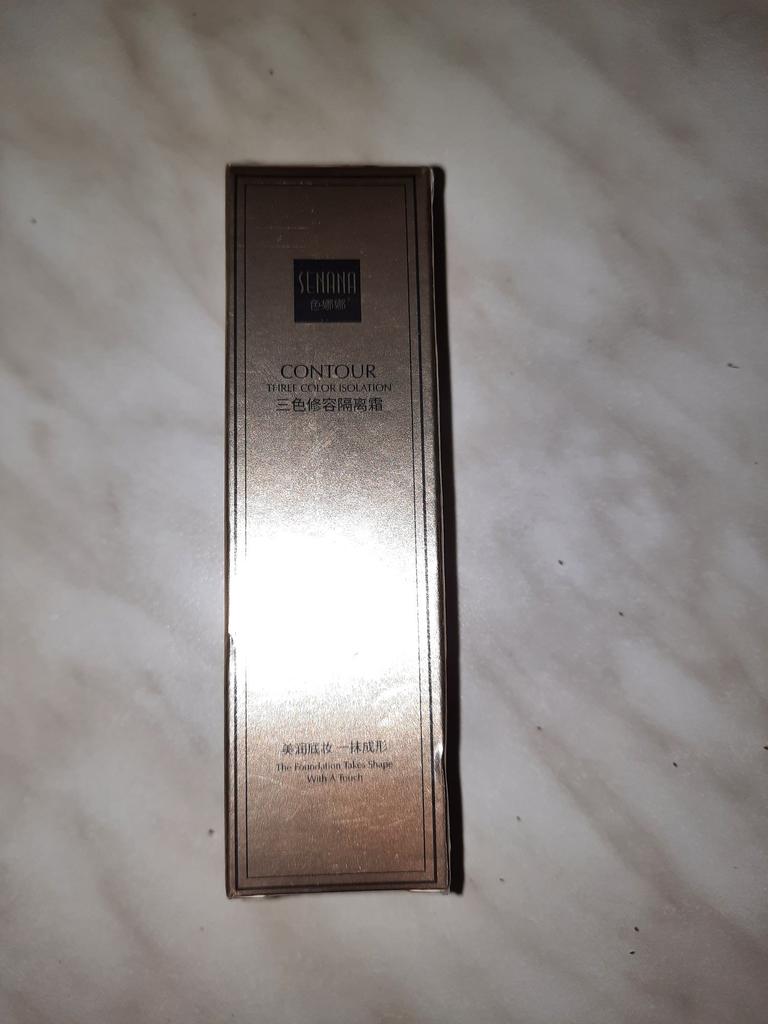 SENANA
色娜娜
CONTOUR
THREE COLOR ISOLATION
三色修容隔离霜
美润底妆 一抹成形
The Foundation Takes Shape
With A Touch